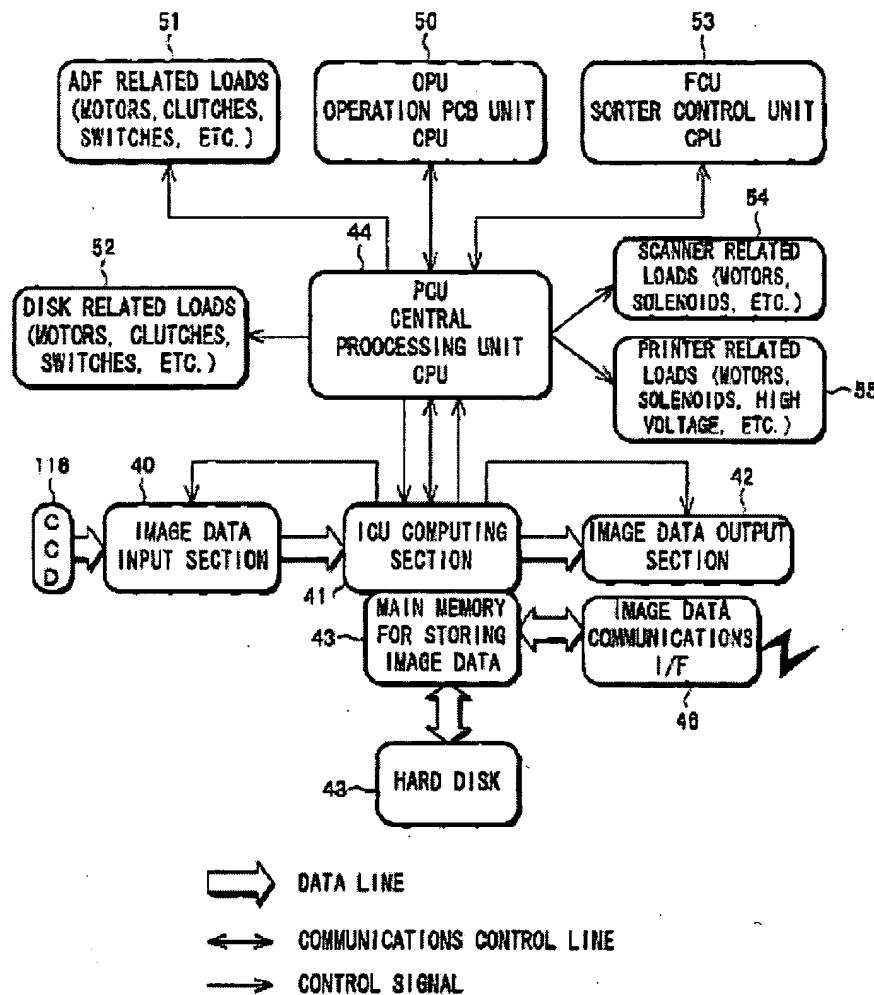 51
50
53
ADF RELATED LOADS
(MOTORS, CLUTCHES,
SWITCHES, ETC.)
OPU
OPERATION PCB UNIT
CPU
FCU
SORTER CONTROL UNIT
CPU
44
54
52
SCANNER RELATED
LOADS (MOTORS,
SOLENOIDS, ETC.)
DISK RELATED LOADS
(MOTORS, CLUTCHES,
SWITCHES, ETC.)
PCU
CENTRAL
PROOCESSING UNIT
CPU
PRINTER RELATED
LOADS (MOTORS,
SOLENOIDS, HIGH
VOLTAGE, ETC.)
55
118
40
42
CCD
IMAGE DATA
INPUT SECTION
ICU COMPUTING
SECTION
IMAGE DATA OUTPUT
SECTION
41
43
MAIN MEMORY
FOR STORING
IMAGE DATA
IMAGE DATA
COMMUNICATIONS
I/F
46
43
HARD DISK
DATA LINE
COMMUNICATIONS CONTROL LINE
CONTROL SIGNAL